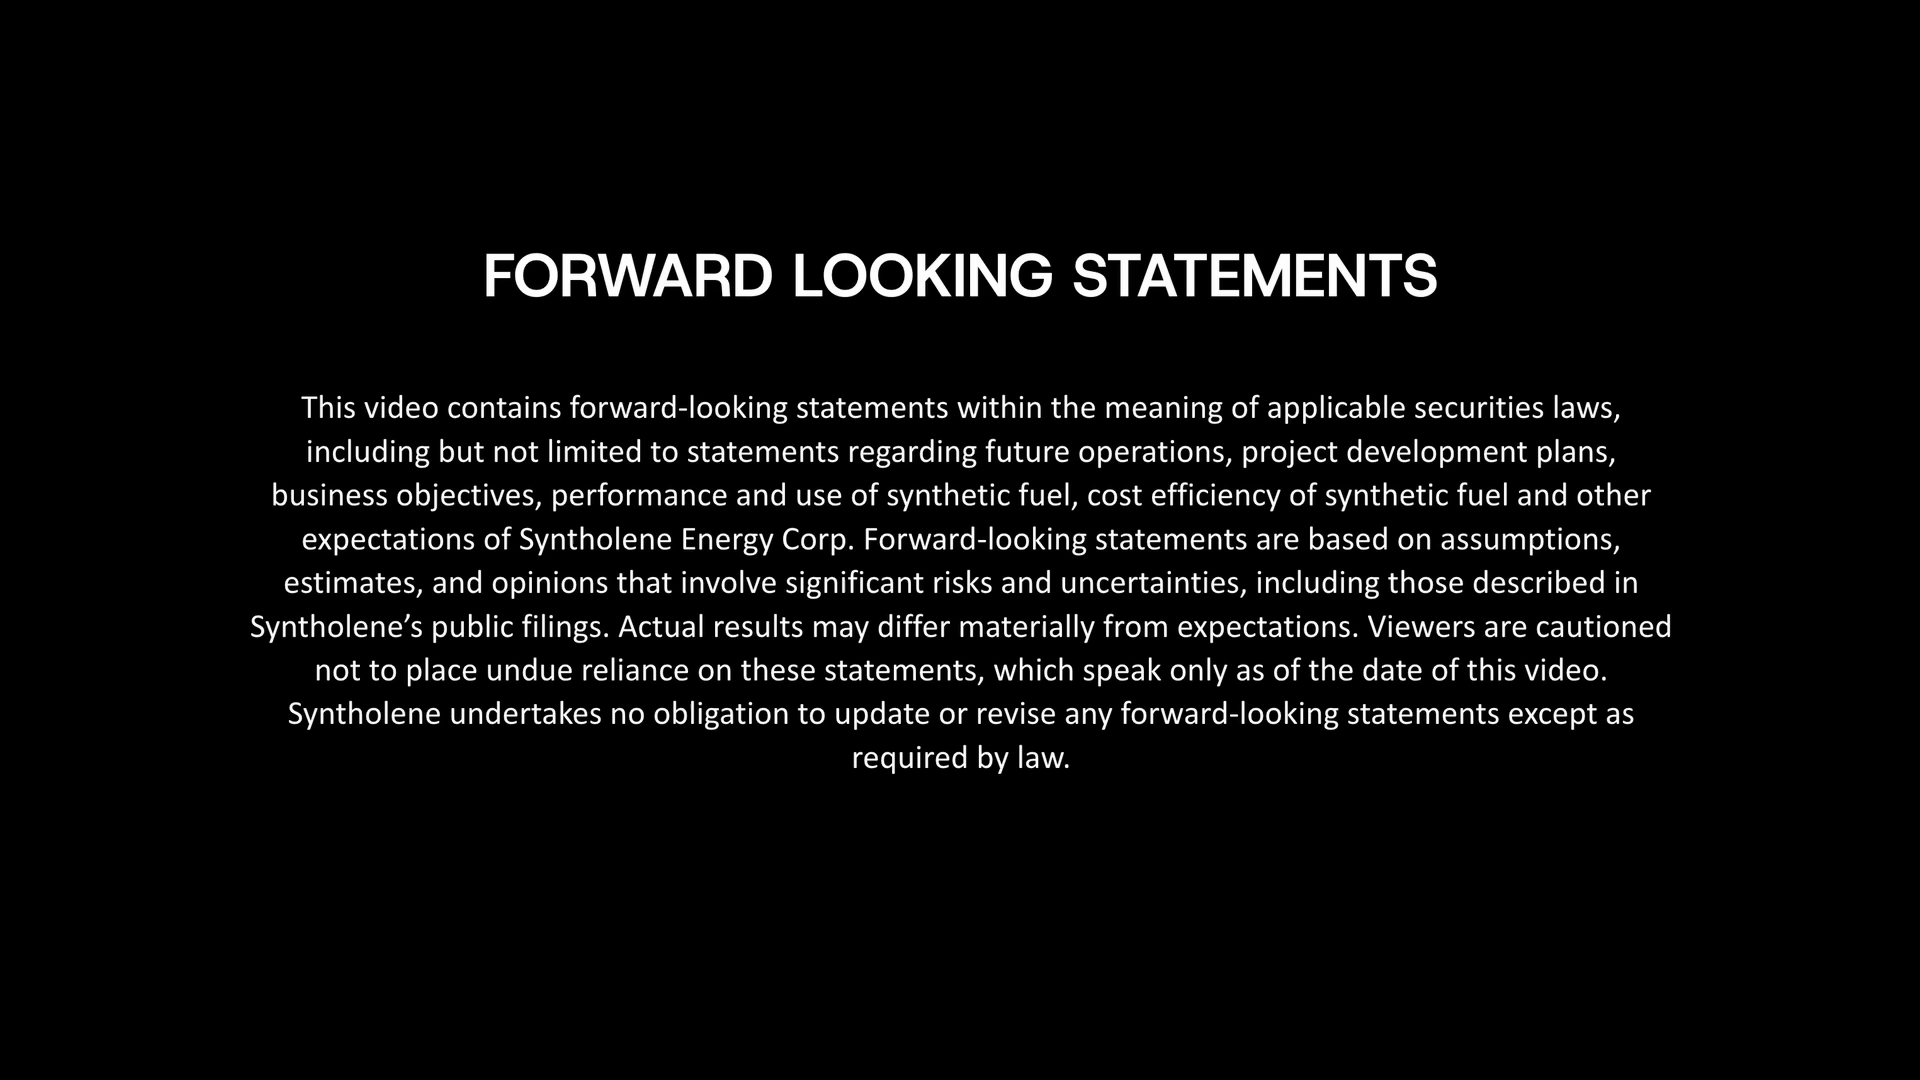 FORWARD LOOKING STATEMENTS
This video contains forward-looking statements within the meaning of applicable securities laws,
including but not limited to statements regarding future operations, project development plans,
business objectives, performance and use of synthetic fuel, cost efficiency of synthetic fuel and other
expectations of Syntholene Energy Corp. Forward-looking statements are based on assumptions,
estimates, and opinions that involve significant risks and uncertainties, including those described in
Syntholene’s public filings. Actual results may differ materially from expectations. Viewers are cautioned
not to place undue reliance on these statements, which speak only as of the date of this video.
Syntholene undertakes no obligation to update or revise any forward-looking statements except as
required by law.